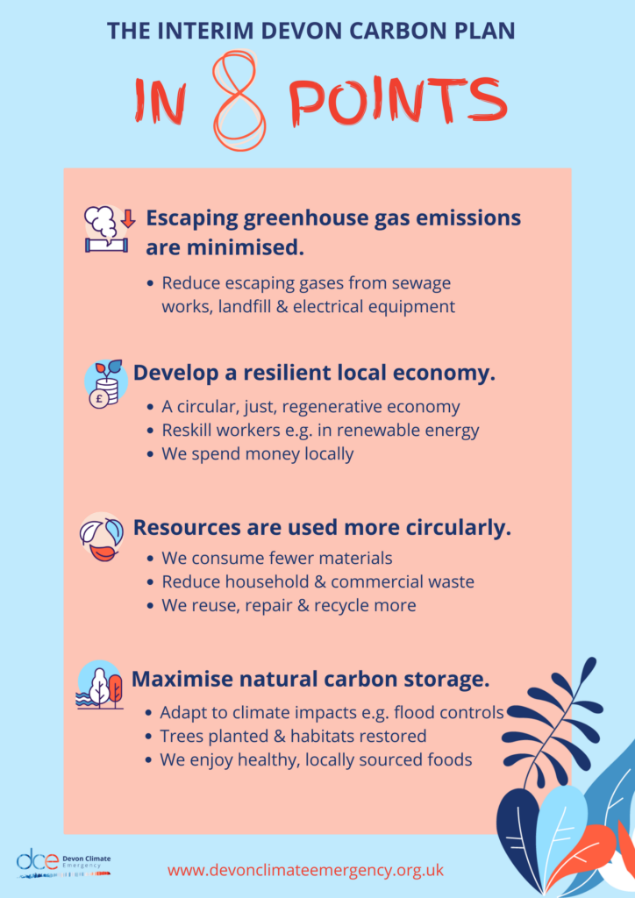 THE INTERIM DEVON CARBON PLAN
IN 8 POINTS
Escaping greenhouse gas emissions
are minimised.
• Reduce escaping gases from sewage
works, landfill & electrical equipment
£
Develop a resilient local economy.
• A circular, just, regenerative economy
• Reskill workers e.g. in renewable energy
• We spend money locally
Resources are used more circularly.
• We consume fewer materials
• Reduce household & commercial waste
• We reuse, repair & recycle more
Maximise natural carbon storage.
• Adapt to climate impacts e.g. flood controls
• Trees planted & habitats restored
• We enjoy healthy, locally sourced foods
dce Devon Climate
Emergency
www.devonclimateemergency.org.uk